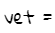 vet =